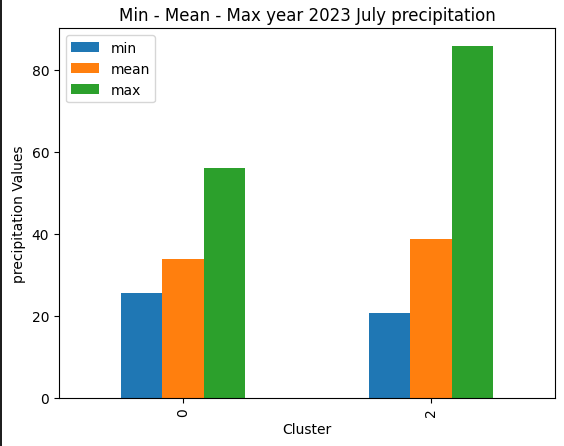 Min - Mean - Max year 2023 July precipitation
min
mean
max
precipitation Values
80
60
40
20
0
0
2
Cluster